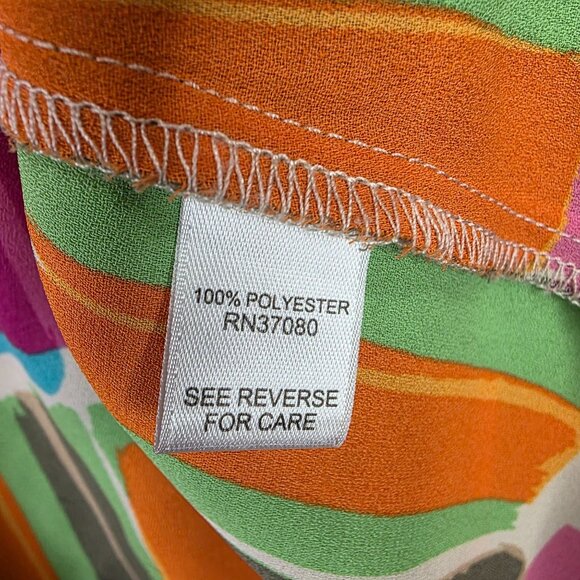 100% POLYESTER
RN37080
SEE REVERSE
FOR CARE